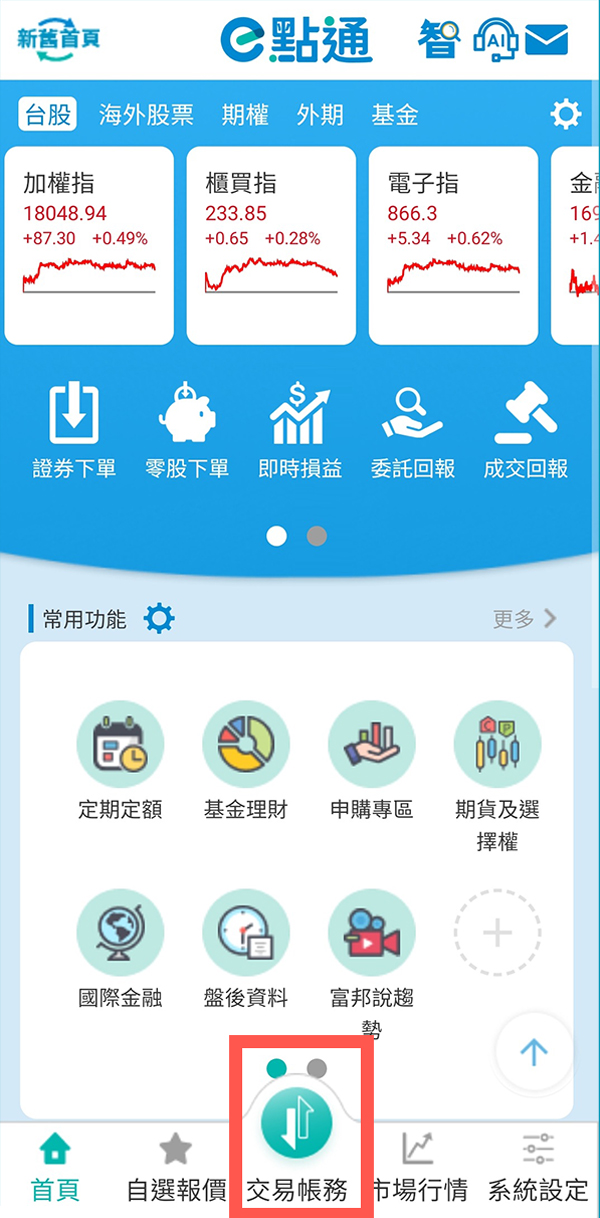 新舊首頁
e點通
智
AI
台股 海外股票 期權 外期 基金
加權指
18048.94
+87.30 +0.49%
櫃買指
233.85
+0.65 +0.28%
電子指
866.3
+5.34 +0.62%
金
169
+1.4
證券下單
零股下單
即時損益
委託回報
成交回報
常用功能
更多
定期定額
基金理財
申購專區
期貨及選
擇權
國際金融
盤後資料
富邦說趨
勢
首頁
自選報價
交易帳務
市場行情
系統設定